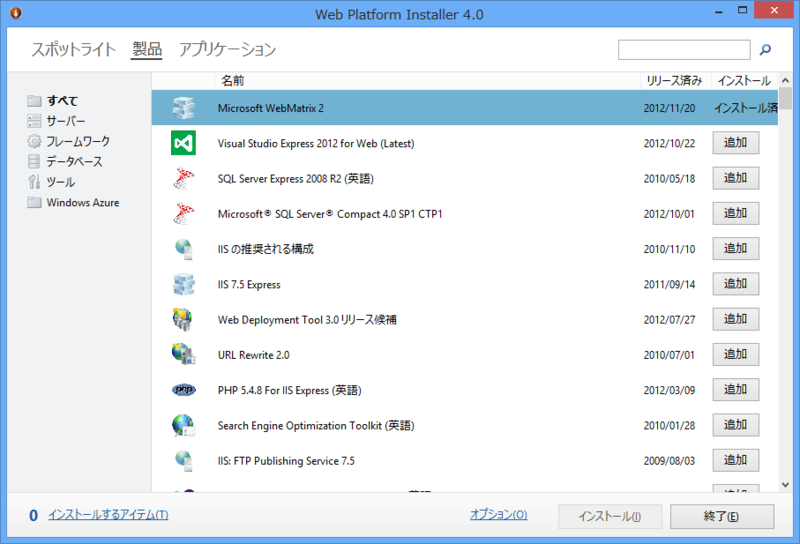 Web Platform Installer 4.0
スポットライト 製品 アプリケーション
名前 リリース済み インストール
すべて
サーバー
フレームワーク
データベース
ツール
Windows Azure
Microsoft WebMatrix 2 2012/11/20 インストール済
Visual Studio Express 2012 for Web (Latest) 2012/10/22 追加
SQL Server Express 2008 R2 (英語) 2010/05/18 追加
Microsoft® SQL Server® Compact 4.0 SP1 CTP1 2012/10/01 追加
IIS の推奨される構成 2010/11/10 追加
IIS 7.5 Express 2011/09/14 追加
Web Deployment Tool 3.0 リリース候補 2012/07/27 追加
URL Rewrite 2.0 2010/07/01 追加
php PHP 5.4.8 For IIS Express (英語) 2012/03/09 追加
Search Engine Optimization Toolkit (英語) 2010/01/28 追加
IIS: FTP Publishing Service 7.5 2009/08/03 追加
0 インストールするアイテム(T) オプション(O) インストール(I) 終了(E)